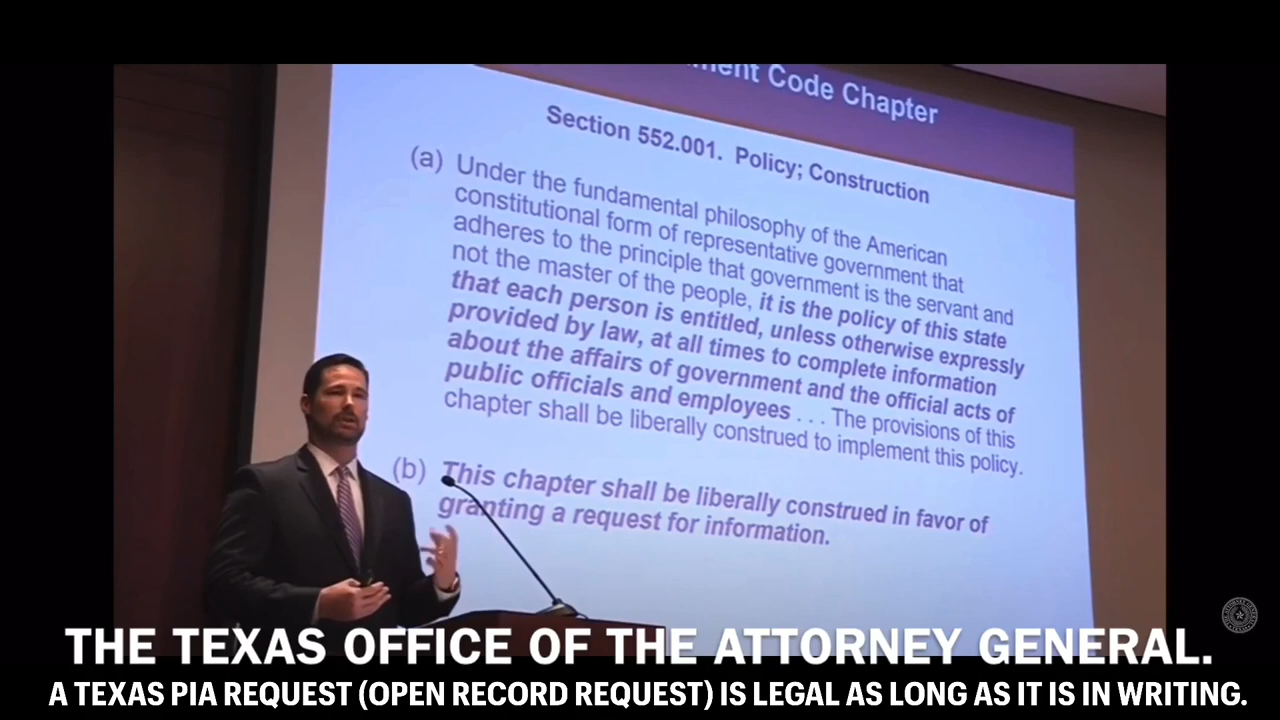 ment Code Chapter
Section 552.001. Policy; Construction
(a) Under the fundamental philosophy of the American
constitutional form of representative government that
adheres to the principle that government is the servant and
not the master of the people, it is the policy of this state
that each person is entitled, unless otherwise expressly
provided by law, at all times to complete information
about the affairs of government and the official acts of
public officials and employees . . . The provisions of this
chapter shall be liberally construed to implement this policy.
(b) This chapter shall be liberally construed in favor of
granting a request for information.
THE TEXAS OFFICE OF THE ATTORNEY GENERAL.
A TEXAS PIA REQUEST (OPEN RECORD REQUEST) IS LEGAL AS LONG AS IT IS IN WRITING.